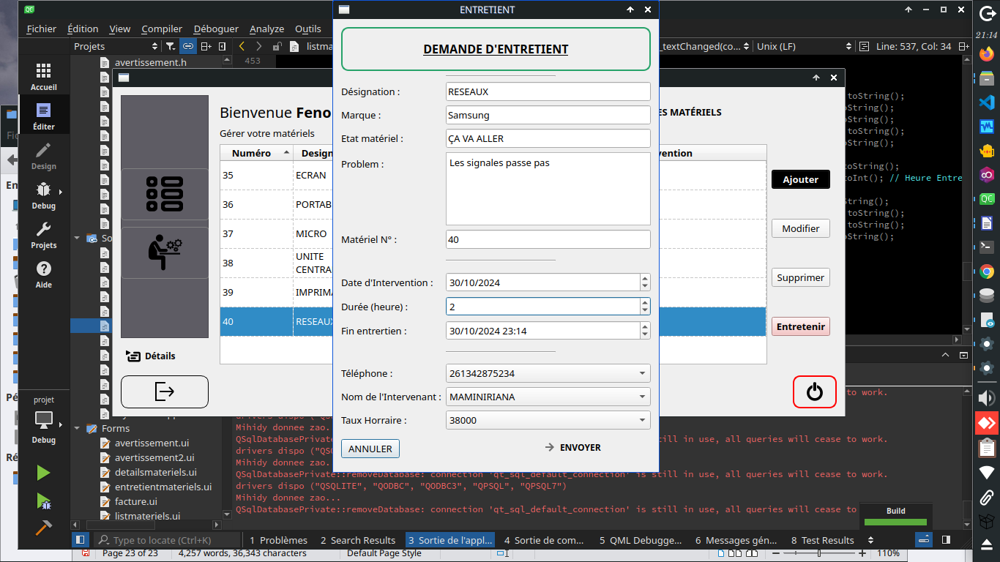 ENTRETIENT
Fichier Édition View Compiler Déboguer Analyze Outils
21:14
Projets
listma
_textChanged(co...
Unix (LF)
Line: 537, Col: 34
DEMANDE D'ENTRETIENT
avertissement.h
453
Accueil
Éditer
Design
Debug
Projets
Aide
Désignation :
RESEAUX
Marque :
Samsung
Etat matériel :
ÇA VA ALLER
Problem :
Les signales passe pas
Matériel N° :
40
Date d'Intervention :
30/10/2024
Durée (heure) :
2
Fin entrertien :
30/10/2024 23:14
Téléphone :
261342875234
Nom de l'Intervenant :
MAMINIRIANA
Taux Horraire :
38000
ANNULER
ENVOYER
Bienvenue Feno
ES MATÉRIELS
Gérer votre matériels
Numéro Design vention
35 ECRAN
36 PORTAB
37 MICRO
38 UNITE
CENTRA
39 IMPRIMA
40 RESEAUX
Ajouter
Modifier
Supprimer
Entretenir
Détails
toString();
oString();
toString();
toString();
oString();
toString();
toInt(); // Heure Entre
String();
toString();
toString();
So
projet
Debug
Forms
avertissement.ui
avertissement2.ui
detailsmateriels.ui
entretientmateriels.ui
facture.ui
listmateriels.ui
to work.
drivers dispo ("QS
Mihidy donnee zao.
QSqlDatabasePrivate still in use, all queries will cease to work.
drivers dispo ("QSQ
Mihidy donnee zao.
QSqlDatabasePrivate::removeDatabase: connection 'qt_sql_default_connection' is still in use, all queries will cease to work.
drivers dispo ("QSQLITE", "QODBC", "QODBC3", "QPSQL", "QPSQL7")
Mihidy donnee zao...
QSqlDatabasePrivate::removeDatabase: connection 'qt_sql_default_connection' is still in use, all queries will cease to
Build
Type to locate (Ctrl+K)
1 Problèmes
2 Search Results
3 Sortie de l'appl...
4 Sortie de com...
5 QML Debugge...
6 Messages gén...
8 Test Results
Page 23 of 23
4,257 words, 36,343 characters
Default Page Style
110%